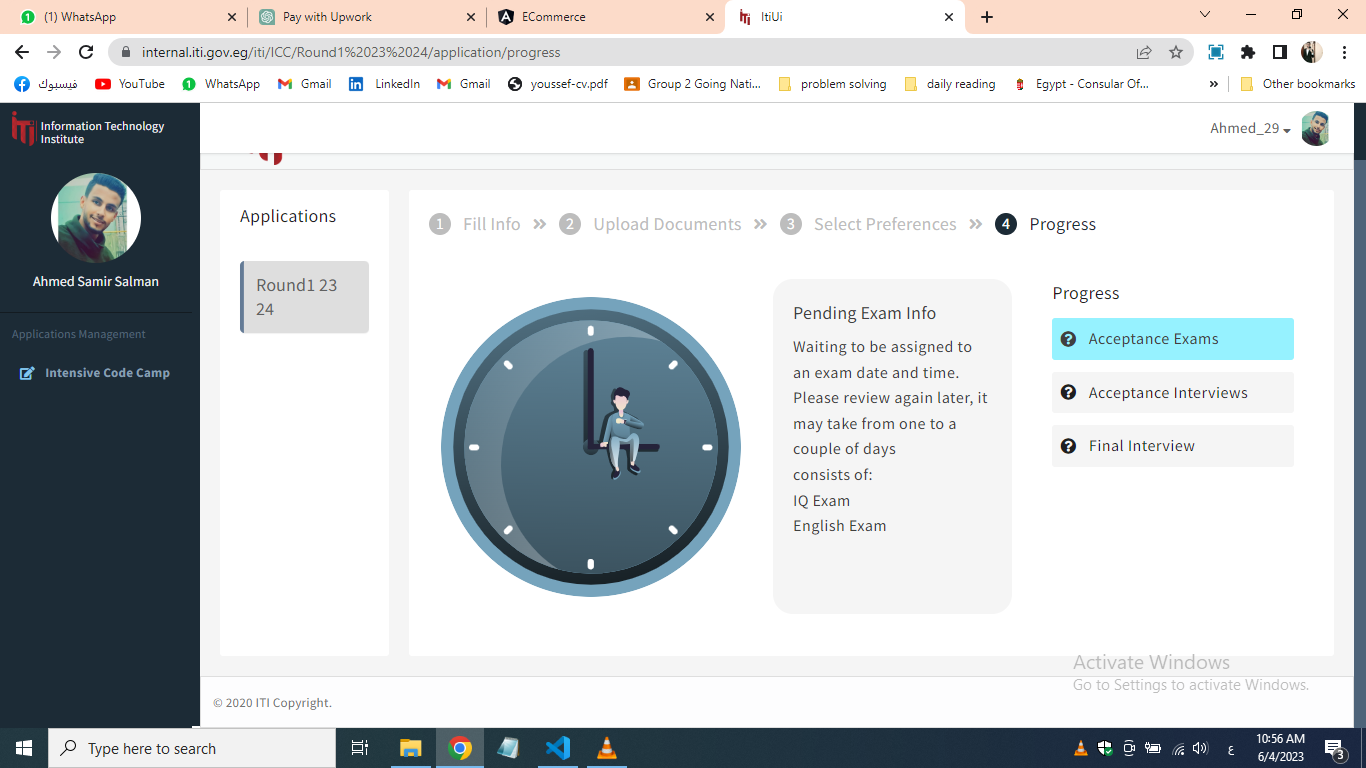 (1) WhatsApp
Pay with Upwork
ECommerce
ItiUi
internal.iti.gov.eg/iti/ICC/Round1%2023%2024/application/progress
فيسبوك
YouTube
WhatsApp
Gmail
LinkedIn
Gmail
youssef-cv.pdf
Group 2 Going Nati...
problem solving
daily reading
Egypt - Consular Of...
Other bookmarks
iTi
Information Technology
Institute
Ahmed_29
Ahmed Samir Salman
Applications Management
Intensive Code Camp
Applications
Round1 23
24
1 Fill Info
2 Upload Documents
3 Select Preferences
4 Progress
Pending Exam Info
Waiting to be assigned to
an exam date and time.
Please review again later, it
may take from one to a
couple of days
consists of:
IQ Exam
English Exam
Progress
Acceptance Exams
Acceptance Interviews
Final Interview
Activate Windows
Go to Settings to activate Windows.
© 2020 ITI Copyright.
Type here to search
ع
10:56 AM
6/4/2023
3